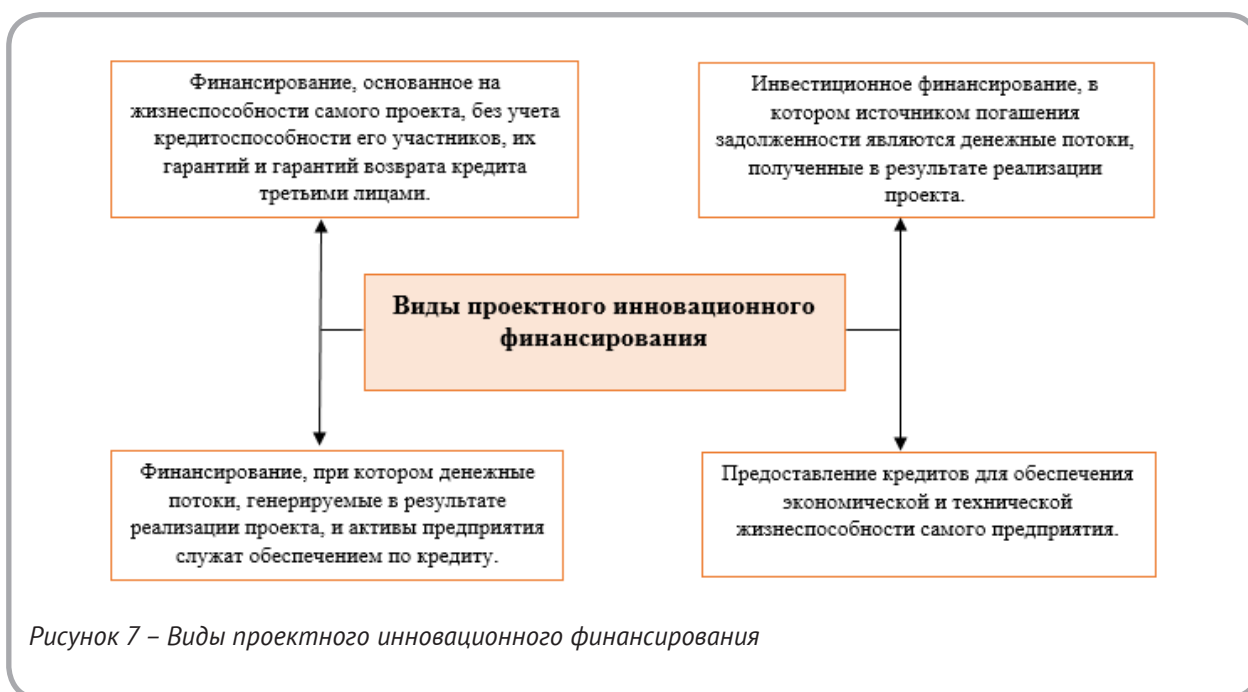 Финансирование, основанное на
жизнеспособности самого проекта, без учета
кредитоспособности его участников, их
гарантий и гарантий возврата кредита
третьими лицами.
Инвестиционное финансирование, в
котором источником погашения
задолженности являются денежные потоки,
полученные в результате реализации
проекта.
Виды проектного инновационного
финансирования
Финансирование, при котором денежные
потоки, генерируемые в результате
реализации проекта, и активы предприятия
служат обеспечением по кредиту.
Предоставление кредитов для обеспечения
экономической и технической
жизнеспособности самого предприятия.
Рисунок 7 – Виды проектного инновационного финансирования